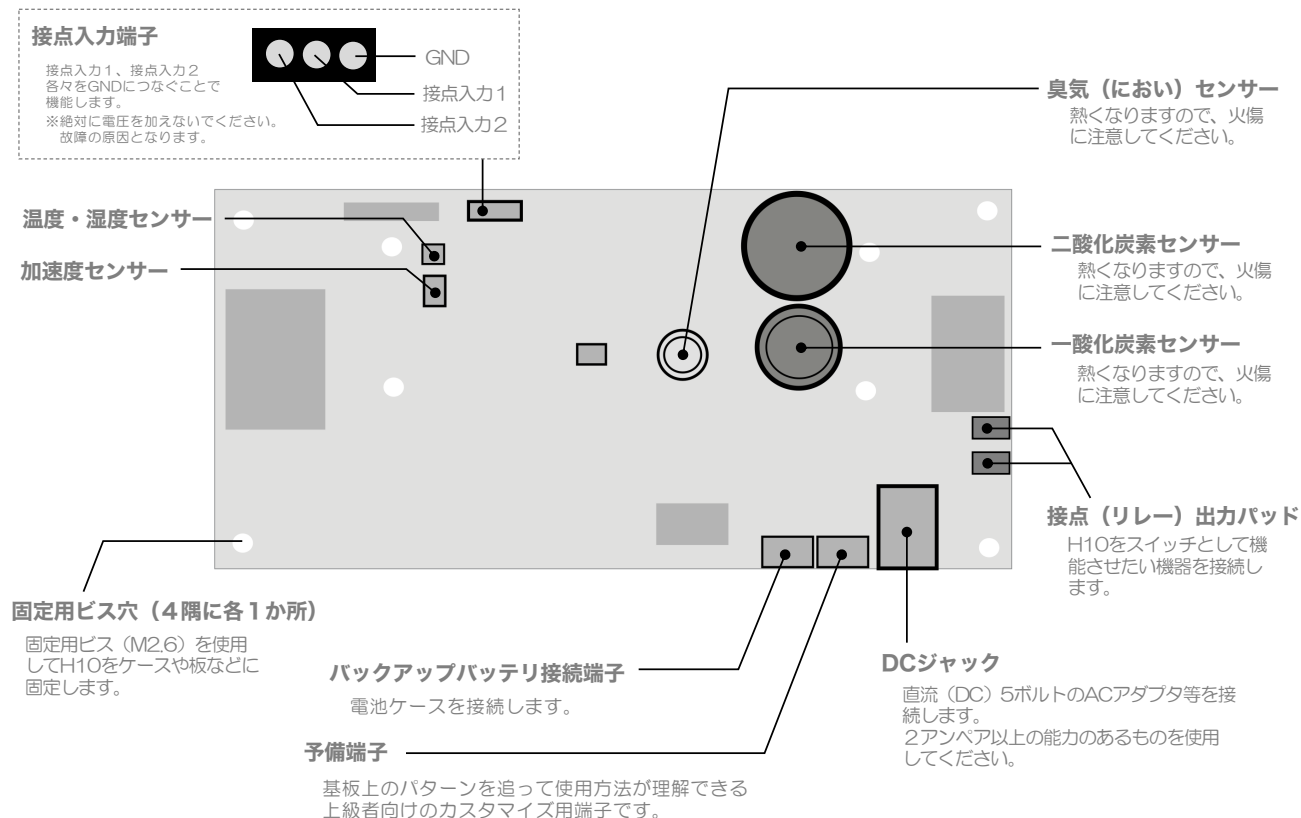 接点入力端子
接点入力1、接点入力2
各々をGNDにつなぐことで
機能します。
※絶対に電圧を加えないでください。
故障の原因となります。
GND
接点入力1
接点入力2
臭気（におい）センサー
熱くなりますので、火傷
に注意してください。
温度・湿度センサー
加速度センサー
二酸化炭素センサー
熱くなりますので、火傷
に注意してください。
一酸化炭素センサー
熱くなりますので、火傷
に注意してください。
接点（リレー）出力パッド
H10をスイッチとして機
能させたい機器を接続し
ます。
固定用ビス穴（４隅に各１か所）
固定用ビス（M2.6）を使用
してH10をケースや板などに
固定します。
バックアップバッテリ接続端子
電池ケースを接続します。
DCジャック
直流（DC）5ボルトのACアダプタ等を接
続します。
２アンペア以上の能力のあるものを使用
してください。
予備端子
基板上のパターンを追って使用方法が理解できる
上級者向けのカスタマイズ用端子です。